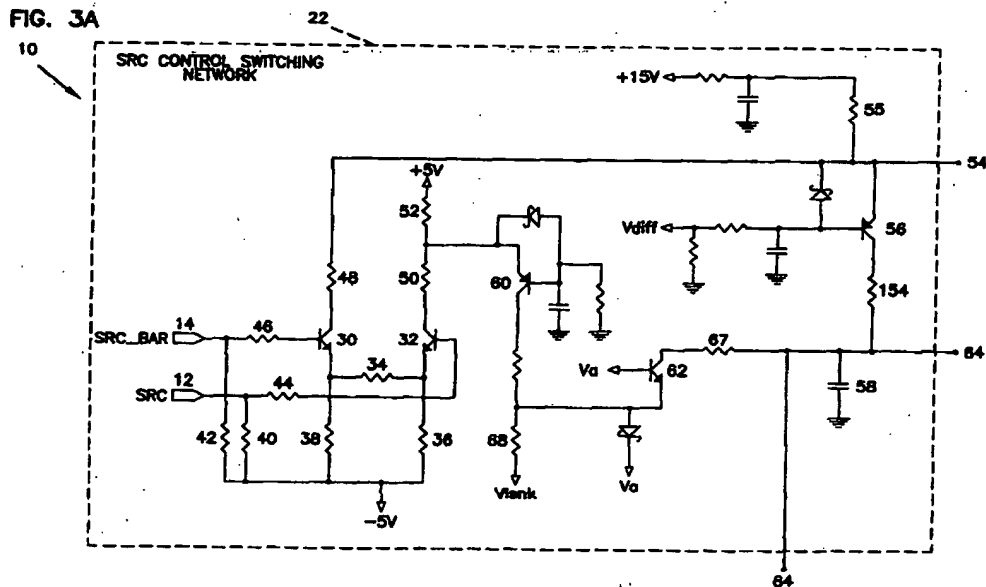 FIG. 3A
22
10
SRC CONTROL SWITCHING
NETWORK
+15V
55
54
+5V
52
Vdiff
56
48
50
60
154
SRC_BAR
14
46
30
32
67
64
34
Va
62
58
SRC
12
44
42
40
38
36
68
Visnk
Va
-5V
64